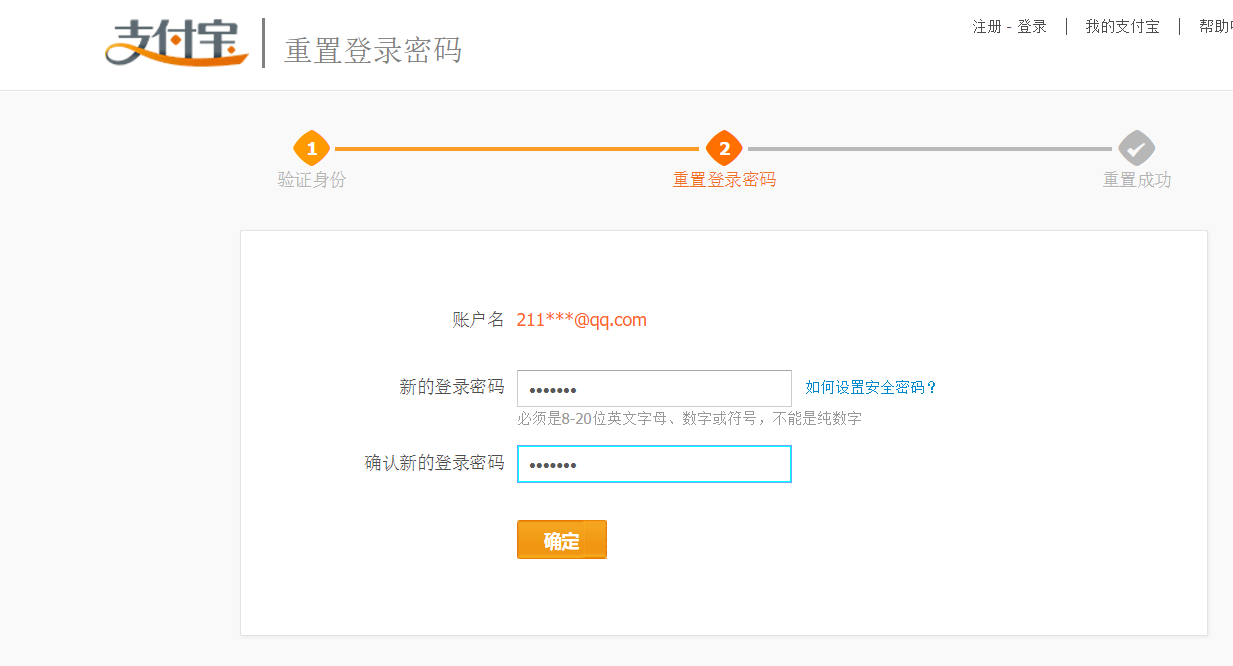 支付宝 重置登录密码
注册 - 登录 | 我的支付宝 | 帮助
1 2
验证身份 重置登录密码 重置成功
账户名 211***@qq.com
新的登录密码 ••••••• 如何设置安全密码？
必须是8-20位英文字母、数字或符号，不能是纯数字
确认新的登录密码 •••••••
确定